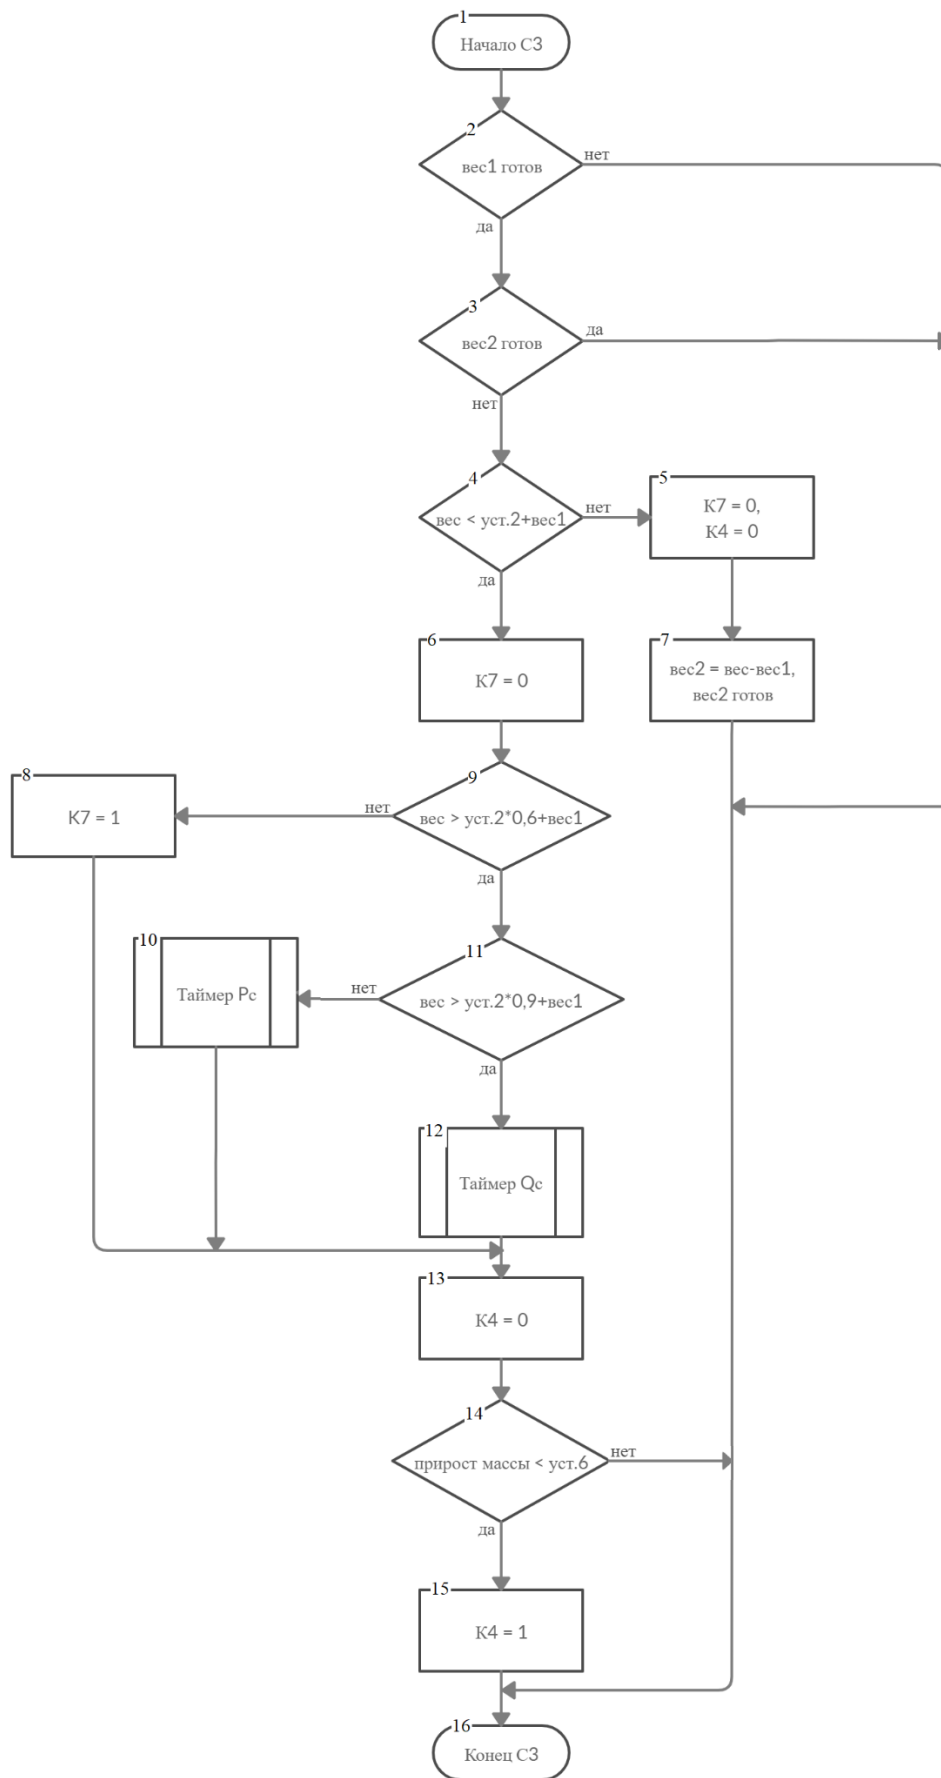 1
Начало С3
2
вес1 готов
нет
да
3
вес2 готов
да
нет
4
вес < уст.2+вес1
нет
да
5
К7 = 0,
К4 = 0
6
К7 = 0
7
вес2 = вес-вес1,
вес2 готов
8
К7 = 1
9
вес > уст.2*0,6+вес1
нет
да
10
Таймер Рс
11
вес > уст.2*0,9+вес1
нет
да
12
Таймер Qс
13
К4 = 0
14
прирост массы < уст.6
нет
да
15
К4 = 1
16
Конец С3